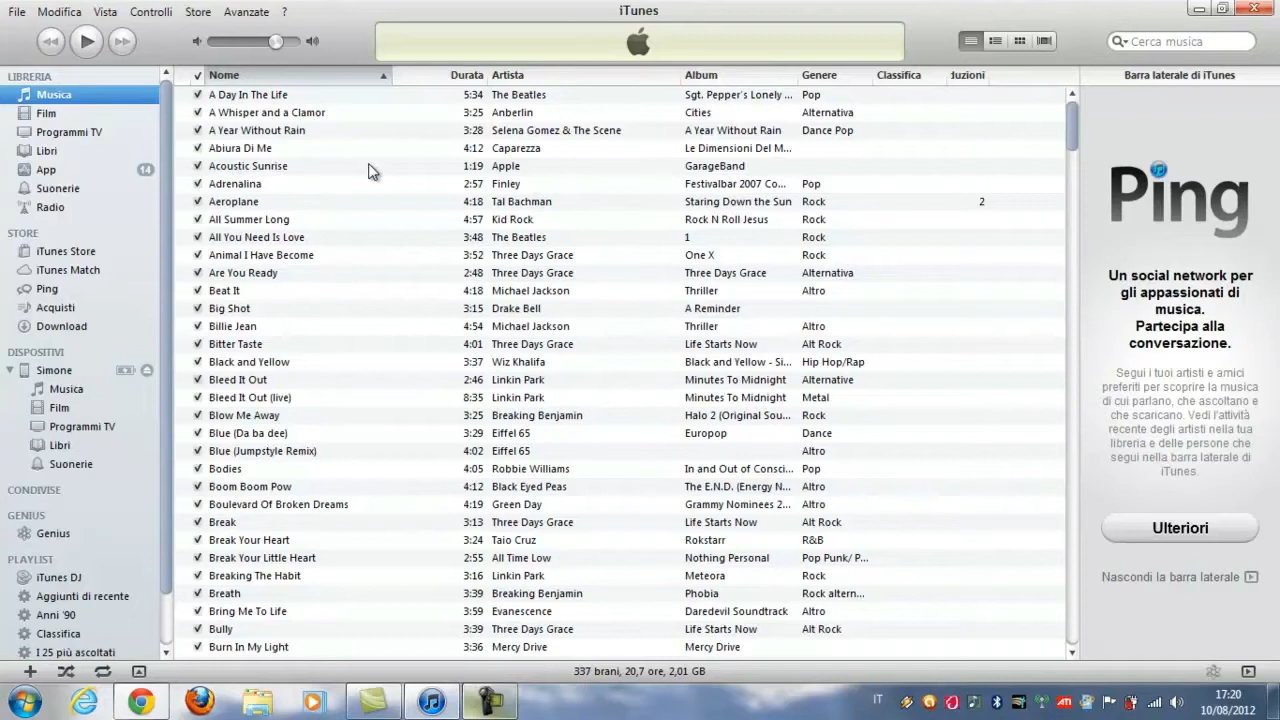 File Modifica Vista Controlli Store Avanzate ?
iTunes
Cerca musica
LIBRERIA
Musica
Film
Programmi TV
Libri
App 14
Suonerie
Radio
STORE
iTunes Store
iTunes Match
Ping
Acquisti
Download
DISPOSITIVI
Simone
Musica
Film
Programmi TV
Libri
Suonerie
CONDIVISE
GENIUS
Genius
PLAYLIST
iTunes DJ
Aggiunti di recente
Anni '90
Classifica
I 25 più ascoltati
Nome Durata Artista Album Genere Classifica duzioni
A Day In The Life 5:34 The Beatles Sgt. Pepper's Lonely ... Pop
A Whisper and a Clamor 3:25 Anberlin Cities Alternativa
A Year Without Rain 3:28 Selena Gomez & The Scene A Year Without Rain Dance Pop
Abiura Di Me 4:12 Caparezza Le Dimensioni Del M...
Acoustic Sunrise 1:19 Apple GarageBand
Adrenalina 2:57 Finley Festivalbar 2007 Co... Pop
Aeroplane 4:18 Tal Bachman Staring Down the Sun Rock 2
All Summer Long 4:57 Kid Rock Rock N Roll Jesus Rock
All You Need Is Love 3:48 The Beatles 1 Rock
Animal I Have Become 3:52 Three Days Grace One X Rock
Are You Ready 2:48 Three Days Grace Three Days Grace Alternativa
Beat It 4:18 Michael Jackson Thriller Altro
Big Shot 3:15 Drake Bell A Reminder
Billie Jean 4:54 Michael Jackson Thriller Altro
Bitter Taste 4:01 Three Days Grace Life Starts Now Alt Rock
Black and Yellow 3:37 Wiz Khalifa Black and Yellow - Si... Hip Hop/Rap
Bleed It Out 2:46 Linkin Park Minutes To Midnight Alternative
Bleed It Out (live) 8:35 Linkin Park Minutes To Midnight Metal
Blow Me Away 3:25 Breaking Benjamin Halo 2 (Original Sou... Rock
Blue (Da ba dee) 3:29 Eiffel 65 Europop Dance
Blue (Jumpstyle Remix) 4:02 Eiffel 65 Altro
Bodies 4:05 Robbie Williams In and Out of Consci... Pop
Boom Boom Pow 4:12 Black Eyed Peas The E.N.D. (Energy N... Altro
Boulevard Of Broken Dreams 4:19 Green Day Grammy Nominees 2... Altro
Break 3:13 Three Days Grace Life Starts Now Alt Rock
Break Your Heart 3:24 Taio Cruz Rokstarr R&B
Break Your Little Heart 2:55 All Time Low Nothing Personal Pop Punk/ P...
Breaking The Habit 3:16 Linkin Park Meteora Rock
Breath 3:39 Breaking Benjamin Phobia Rock altern...
Bring Me To Life 3:59 Evanescence Daredevil Soundtrack Altro
Bully 3:39 Three Days Grace Life Starts Now Alt Rock
Burn In My Light 3:36 Mercy Drive Mercy Drive
Barra laterale di iTunes
Ping
Un social network per
gli appassionati di
musica.
Partecipa alla
conversazione.
Segui i tuoi artisti e amici
preferiti per scoprire la musica
di cui parlano, che ascoltano e
che scaricano. Vedi l'attività
recente degli artisti nella tua
libreria e delle persone che
segui nella barra laterale di
iTunes.
Ulteriori
Nascondi la barra laterale
337 brani, 20,7 ore, 2,01 GB
IT
ATI
17:20
10/08/2012